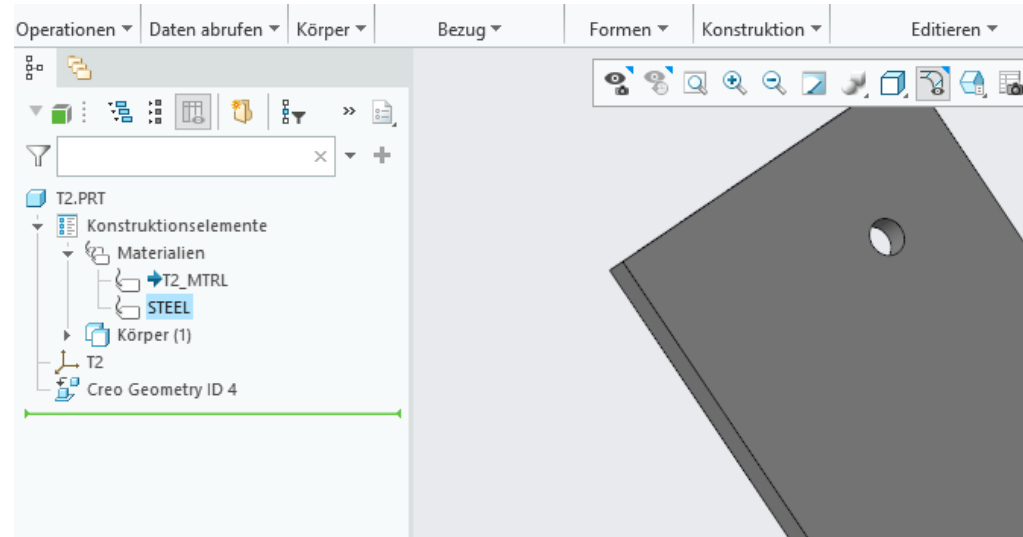 Operationen Daten abrufen Körper Bezug Formen Konstruktion Editieren
T2.PRT
Konstruktionselemente
Materialien
T2_MTRL
STEEL
Körper (1)
T2
Creo Geometry ID 4